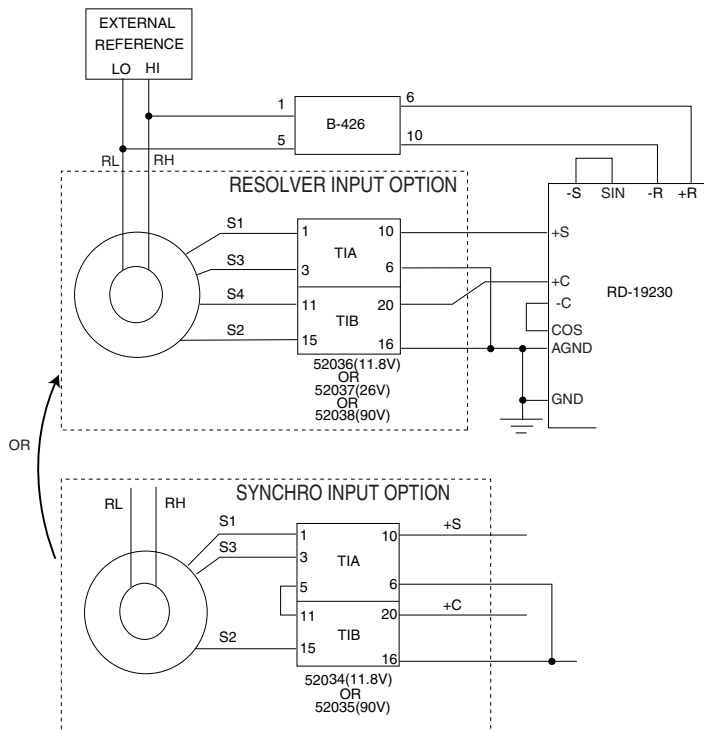 EXTERNAL
REFERENCE
LO HI
1 B-426 6
5 10
RL RH
RESOLVER INPUT OPTION
-S SIN -R +R
S1 1 TIA 10 +S
S3 3 6
S4 11 TIB 20 +C
-C
RD-19230
S2 15 16
COS
AGND
52036(11.8V)
OR
52037(26V)
OR
52038(90V)
GND
OR
SYNCHRO INPUT OPTION
RL RH
S1 1 TIA 10 +S
S3 3
5 6
11 TIB 20 +C
S2 15 16
52034(11.8V)
OR
52035(90V)